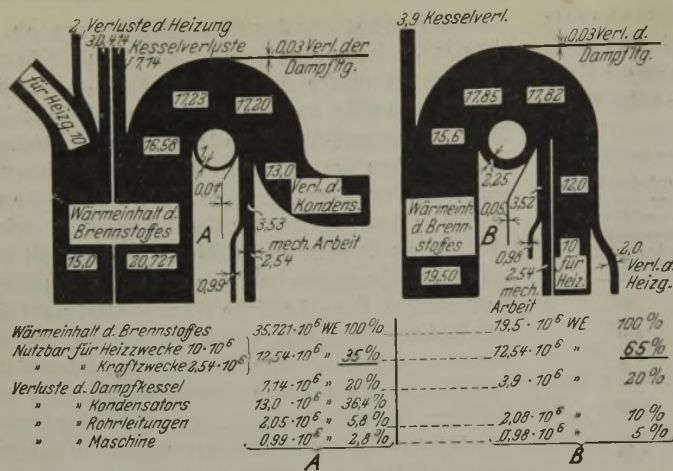 2 Verluste d. Heizung
3,0 4,14
Kesselverluste
7,14
0,03 Verl. der
Dampfltg.
für Heizg. 10
17,23
17,20
16,58
1,
0,01
13,0
Verl. d.
Kondens.
Wärmeinhalt d.
Brennstoffes
A
3,53
mech. Arbeit
2,54
15,0
20,721
0,99
3,9 Kesselverl.
0,03 Verl. d.
Dampfltg.
17,85
17,82
15,6
2,25
0,05
3,52
12,0
Wärmeinh.
d. Brenn-
stoffes
B
19,50
0,98
2,54
mech.
Arbeit
10
für
Heiz.
2,0.
Verl. d.
Heizg.
Wärmeinhalt d. Brennstoffes 35,721·10⁶ WE 100% 19,5·10⁶ WE 100%
Nutzbar für Heizzwecke 10·10⁶
" " Kraftzwecke 2,54·10⁶ } 12,54·10⁶ " 35% 12,54·10⁶ " 65%
Verluste d. Dampfkessel 7,14·10⁶ " 20% 3,9·10⁶ " 20%
" " Kondensators 13,0·10⁶ " 36,4%
" " Rohrleitungen 2,05·10⁶ " 5,8% 2,08·10⁶ " 10%
" " Maschine 0,99·10⁶ " 2,8% 0,98·10⁶ " 5%
A B